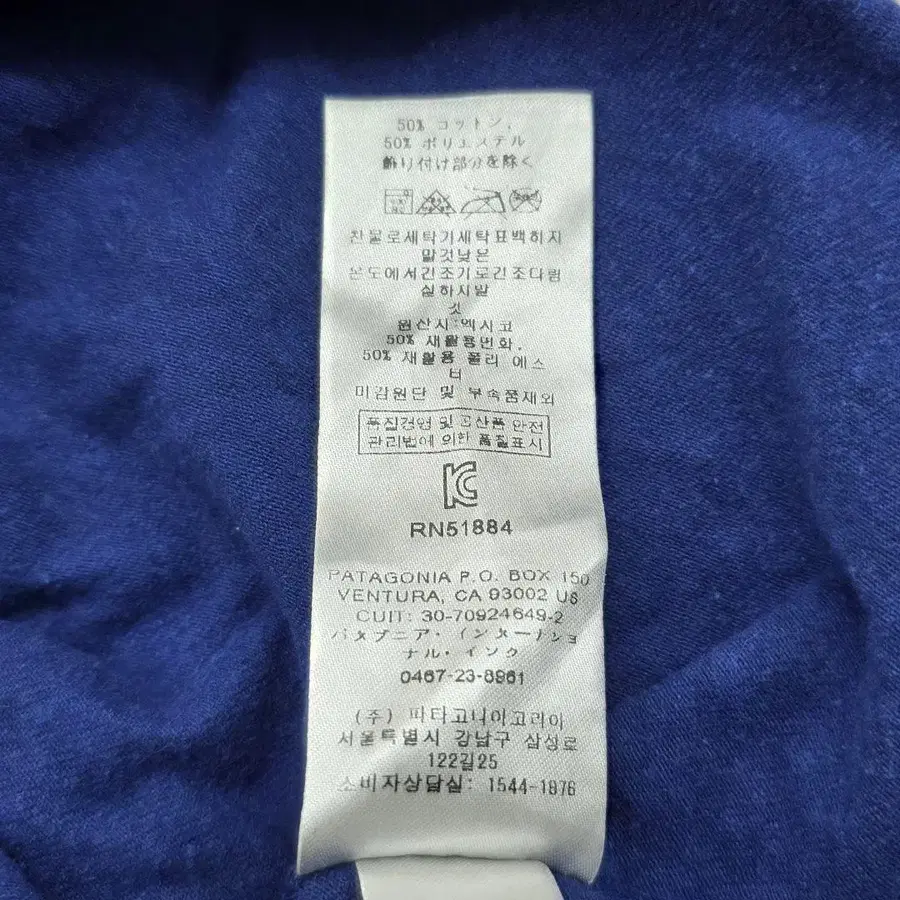 50% コットン,
50% ポリエステル
飾り付け部分を除く
찬물로세탁기세탁표백하지
말것낮은
온도에서긴조기로긴조다림
실하시발
것
원산지:멕시코
50% 재활용면화,
50% 재활용 폴리 에스
터
미감원단 및 부속품재외
품질경영 및 공산품 안전
관리법에 의한 품질표시
RN51884
PATAGONIA P.O. BOX 150
VENTURA, CA 93002 US
CUIT: 30-70924649-2
パタゴニア・インターナショ
ナル・インク
0467-23-8961
(주) 파타고니아코리아
서울특별시 강남구 삼성로
122길25
소비자상담실: 1544-1876